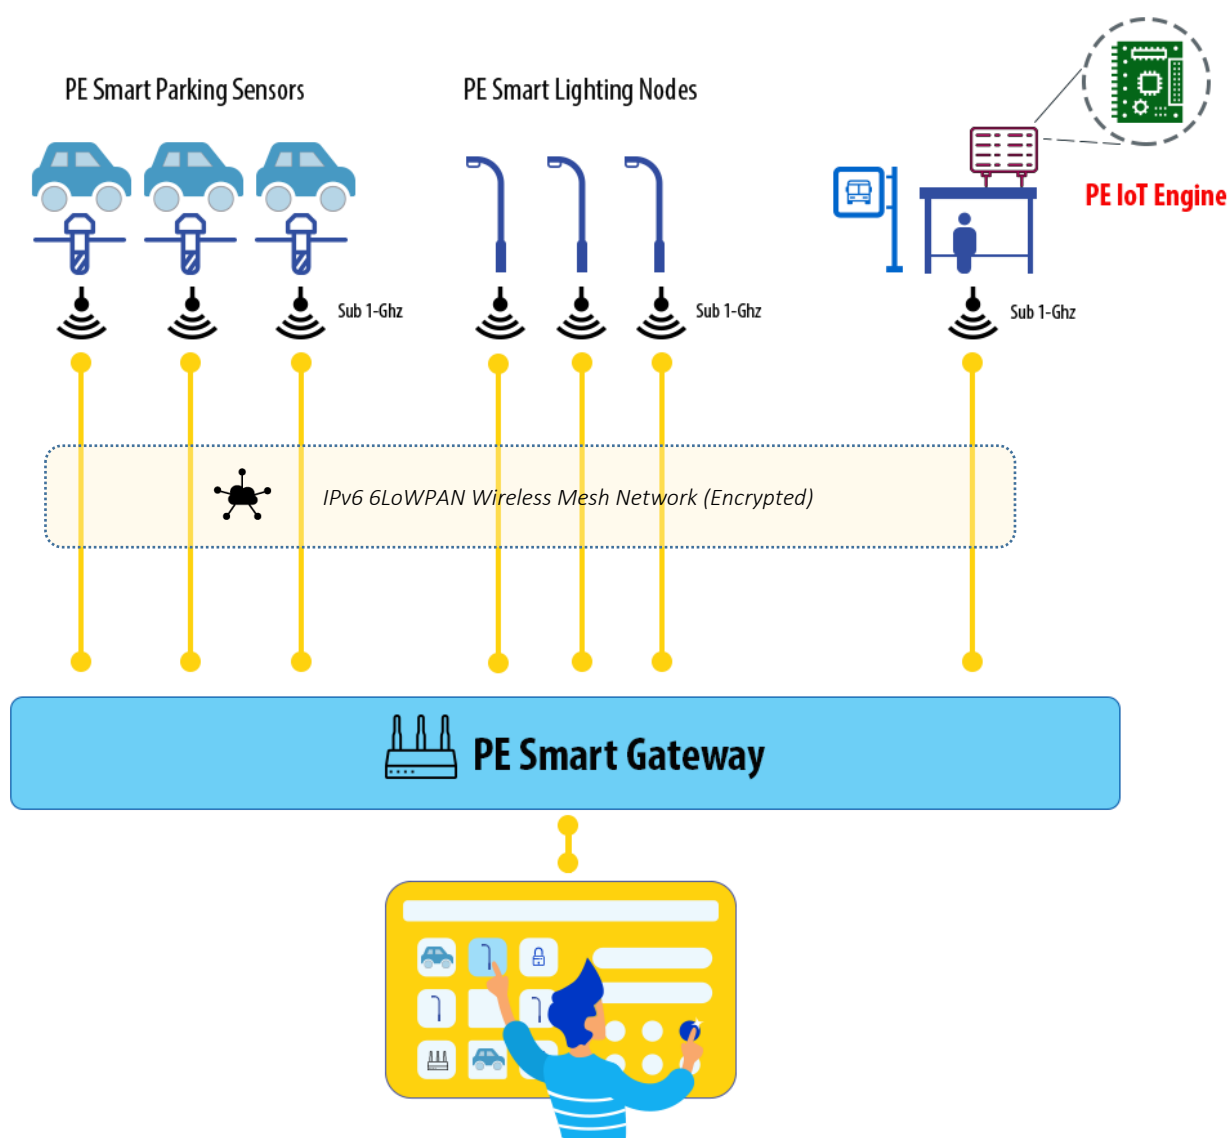 PE Smart Parking Sensors
PE Smart Lighting Nodes
PE IoT Engine
Sub 1-Ghz
Sub 1-Ghz
Sub 1-Ghz
IPv6 6LoWPAN Wireless Mesh Network (Encrypted)
PE Smart Gateway